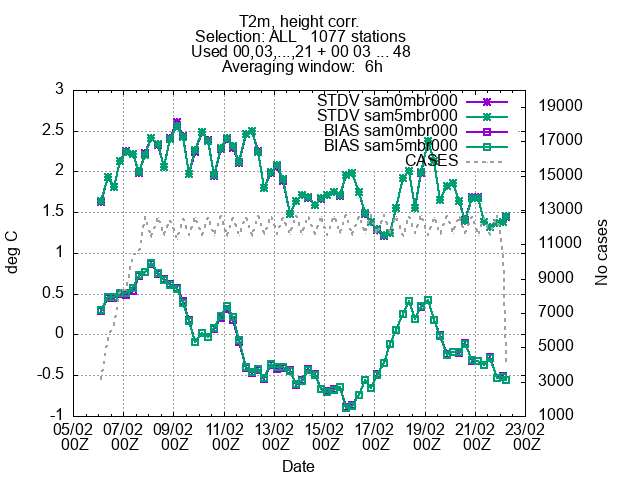 T2m, height corr.
Selection: ALL   1077 stations
Used 00,03,...,21 + 00 03 ... 48
Averaging window:  6h
STDV sam0mbr000
STDV sam5mbr000
BIAS sam0mbr000
BIAS sam5mbr000
CASES
3
2.5
2
1.5
1
0.5
0
-0.5
-1
deg C
19000
17000
15000
13000
11000
9000
7000
5000
3000
1000
No cases
05/02 07/02 09/02 11/02 13/02 15/02 17/02 19/02 21/02 23/02
00Z 00Z 00Z 00Z 00Z 00Z 00Z 00Z 00Z 00Z
Date